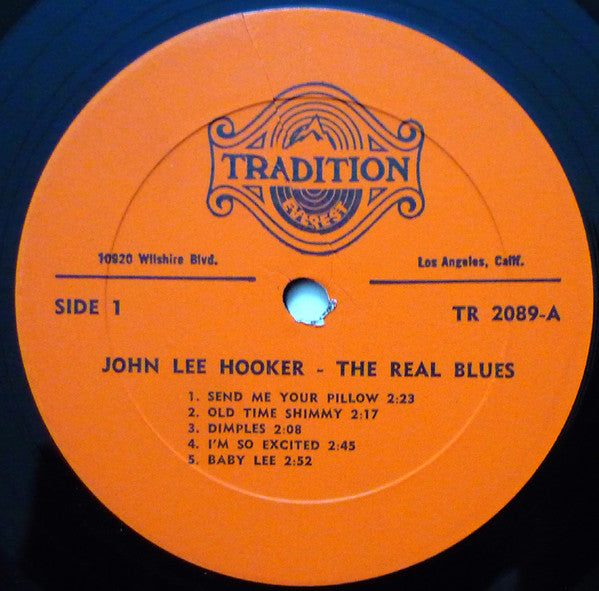 TRADITION
EVEREST
10920 Wilshire Blvd.
Los Angeles, Calif.
SIDE 1
TR 2089-A
JOHN LEE HOOKER - THE REAL BLUES
1. SEND ME YOUR PILLOW 2:23
2. OLD TIME SHIMMY 2:17
3. DIMPLES 2:08
4. I'M SO EXCITED 2:45
5. BABY LEE 2:52